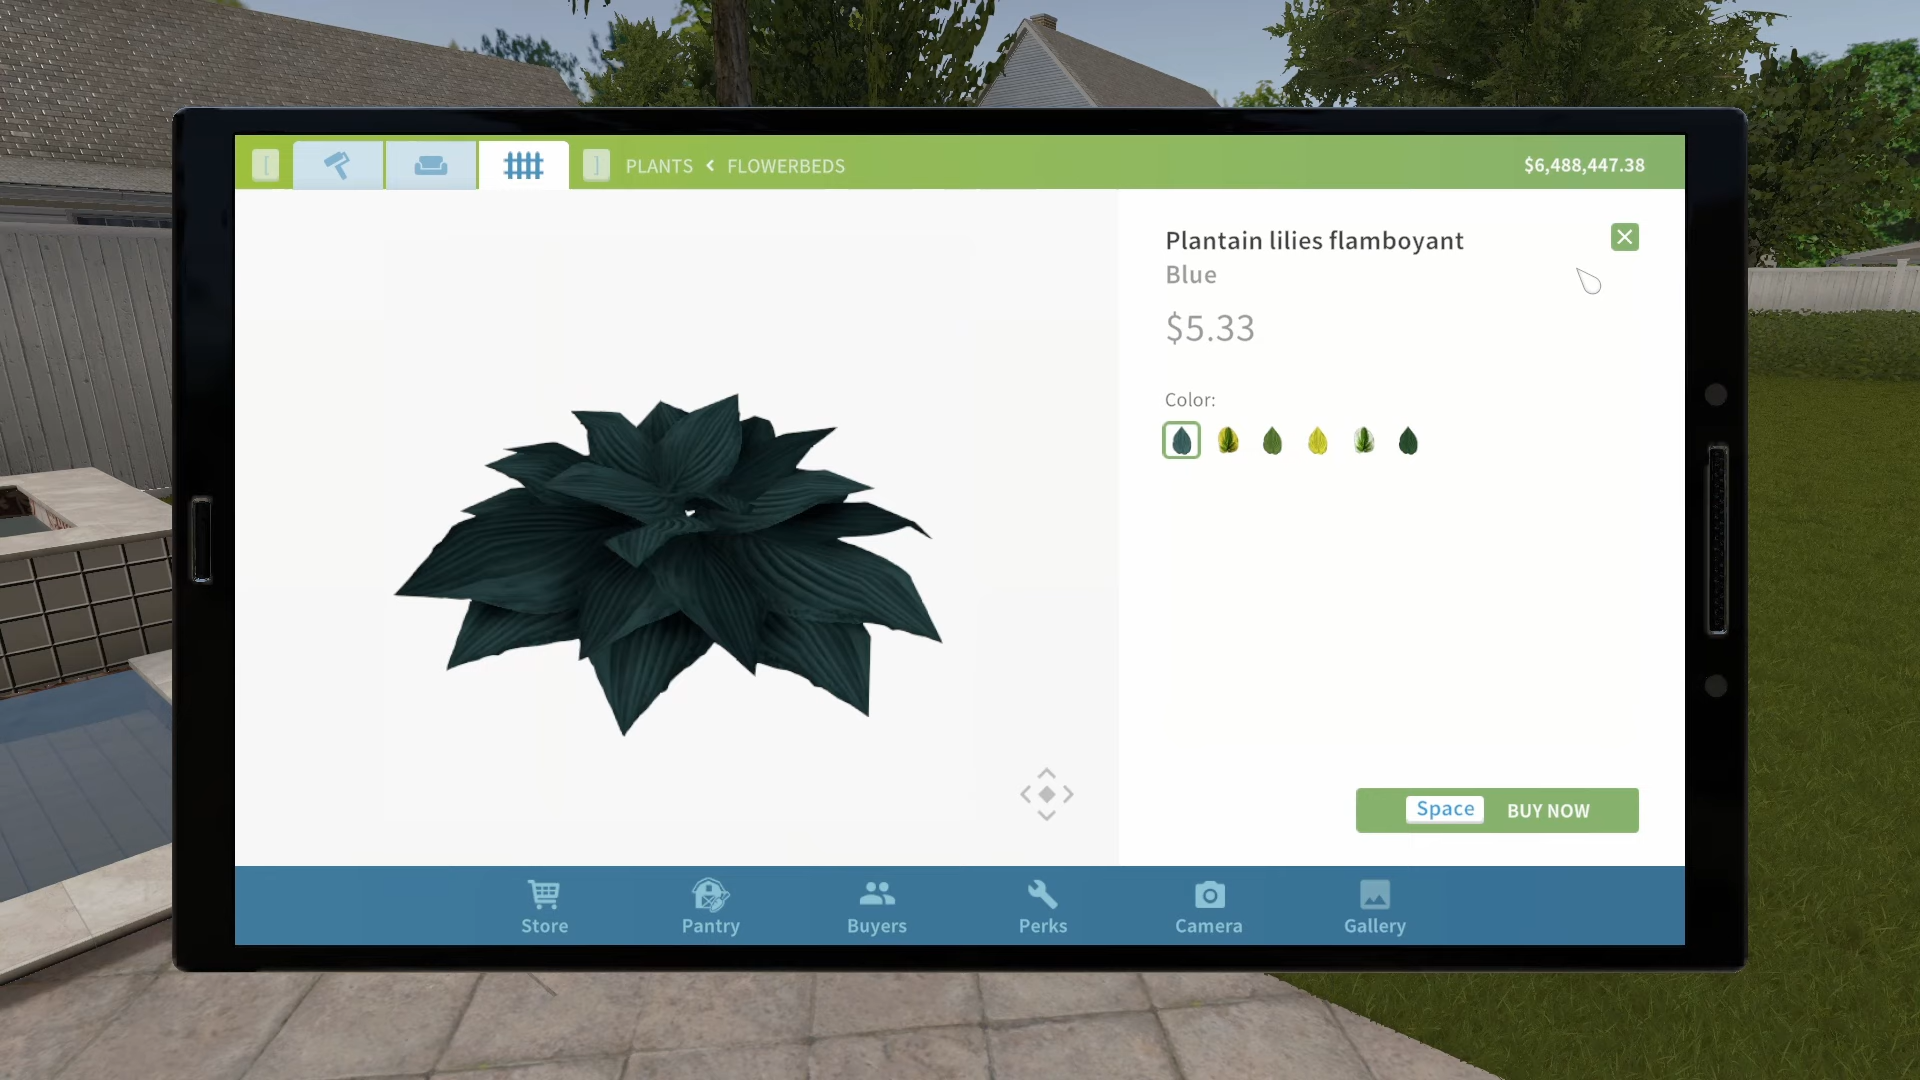 [
]
PLANTS < FLOWERBEDS
$6,488,447.38
Plantain lilies flamboyant
Blue
$5.33
Color:
Space BUY NOW
Store Pantry Buyers Perks Camera Gallery